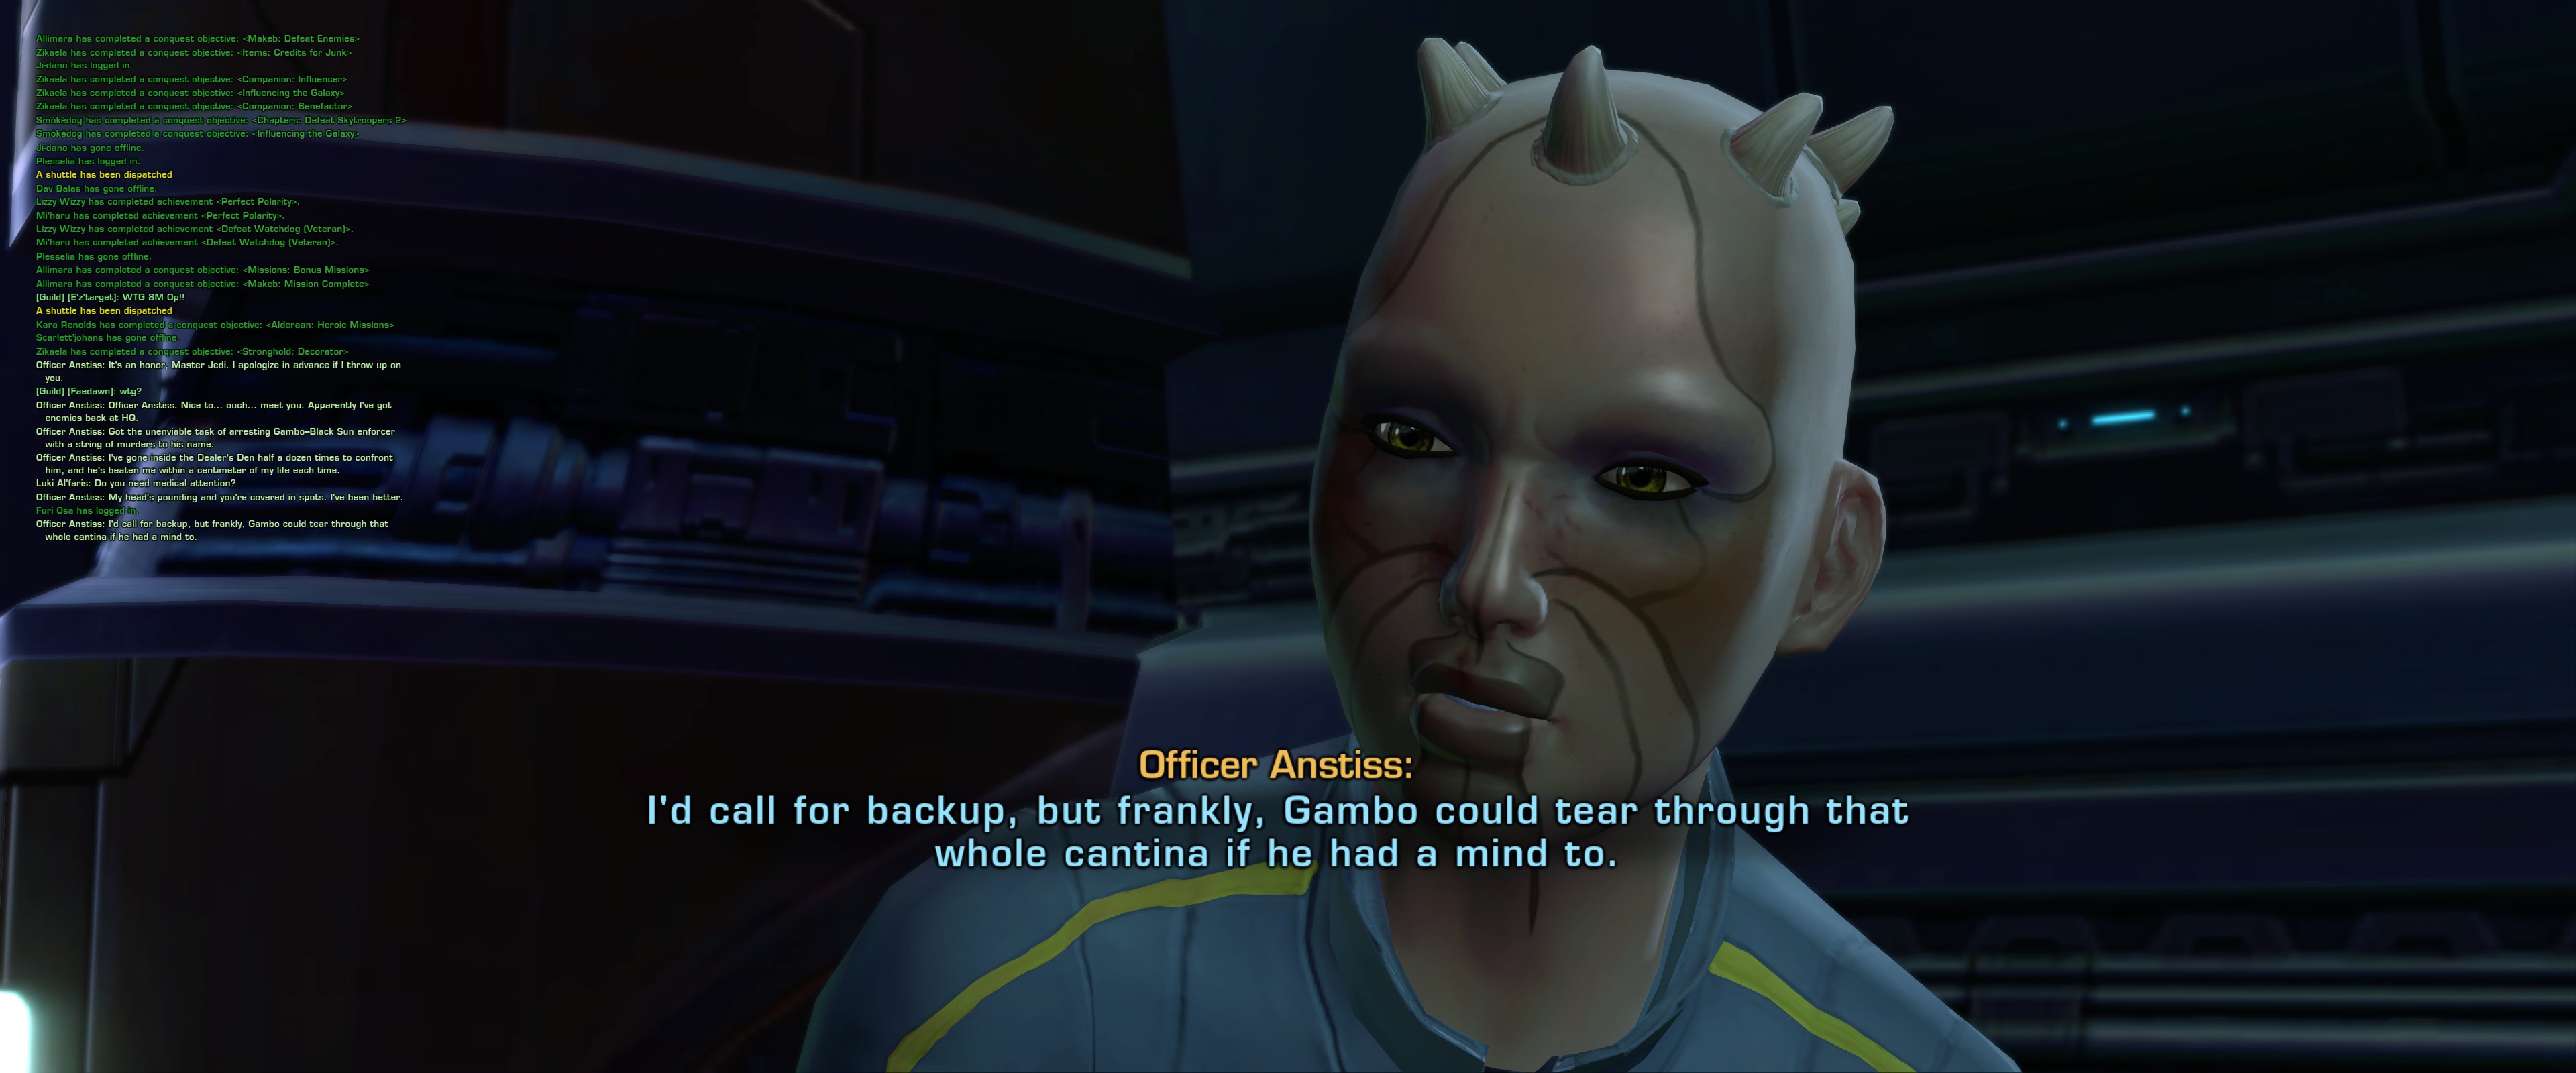 Allimara has completed a conquest objective: <Makeb: Defeat Enemies>
Zikaela has completed a conquest objective: <Items: Credits for Junk>
Ji-dano has logged in.
Zikaela has completed a conquest objective: <Companion: Influencer>
Zikaela has completed a conquest objective: <Influencing the Galaxy>
Zikaela has completed a conquest objective: <Companion: Benefactor>
Smókédog has completed a conquest objective: <Chapters: Defeat Skytroopers 2>
Smókédog has completed a conquest objective: <Influencing the Galaxy>
Ji-dano has gone offline.
Plesselia has logged in.
A shuttle has been dispatched
Dav Balas has gone offline.
Lizzy Wizzy has completed achievement <Perfect Polarity>.
Mi'haru has completed achievement <Perfect Polarity>.
Lizzy Wizzy has completed achievement <Defeat Watchdog (Veteran)>.
Mi'haru has completed achievement <Defeat Watchdog (Veteran)>.
Plesselia has gone offline.
Allimara has completed a conquest objective: <Missions: Bonus Missions>
Allimara has completed a conquest objective: <Makeb: Mission Complete>
[Guild] [E'z'target]: WTG 8M Op!!
A shuttle has been dispatched
Kara Renolds has completed a conquest objective: <Alderaan: Heroic Missions>
Scarlett'johans has gone offline.
Zikaela has completed a conquest objective: <Stronghold: Decorator>
Officer Anstiss: It's an honor, Master Jedi. I apologize in advance if I throw up on
you.
[Guild] [Faedawn]: wtg?
Officer Anstiss: Officer Anstiss. Nice to... ouch... meet you. Apparently I've got
enemies back at HQ.
Officer Anstiss: Got the unenviable task of arresting Gambo–Black Sun enforcer
with a string of murders to his name.
Officer Anstiss: I've gone inside the Dealer's Den half a dozen times to confront
him, and he's beaten me within a centimeter of my life each time.
Luki Al'faris: Do you need medical attention?
Officer Anstiss: My head's pounding and you're covered in spots. I've been better.
Furi Osa has logged in.
Officer Anstiss: I'd call for backup, but frankly, Gambo could tear through that
whole cantina if he had a mind to.
Officer Anstiss:
I'd call for backup, but frankly, Gambo could tear through that
whole cantina if he had a mind to.